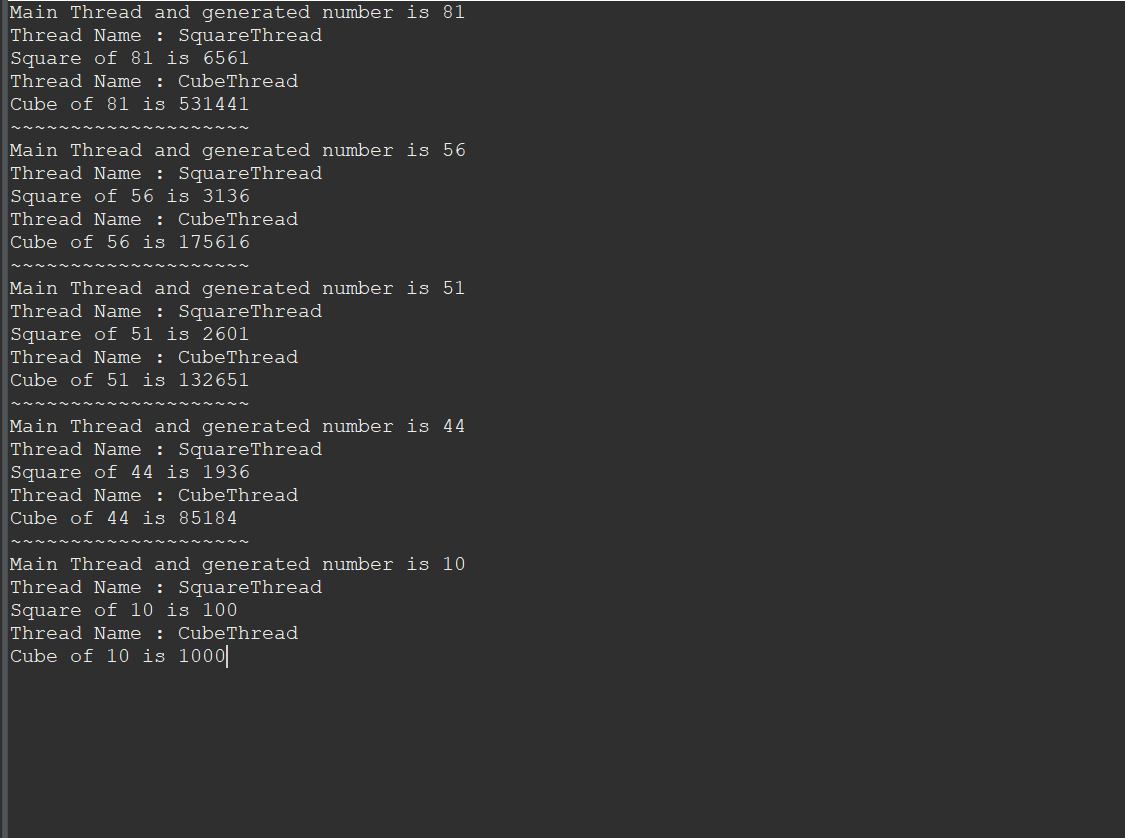 Main Thread and generated number is 81
Thread Name : SquareThread
Square of 81 is 6561
Thread Name : CubeThread
Cube of 81 is 531441
~~~~~~~~~~~~~~~~~~~~
Main Thread and generated number is 56
Thread Name : SquareThread
Square of 56 is 3136
Thread Name : CubeThread
Cube of 56 is 175616
~~~~~~~~~~~~~~~~~~~~
Main Thread and generated number is 51
Thread Name : SquareThread
Square of 51 is 2601
Thread Name : CubeThread
Cube of 51 is 132651
~~~~~~~~~~~~~~~~~~~~
Main Thread and generated number is 44
Thread Name : SquareThread
Square of 44 is 1936
Thread Name : CubeThread
Cube of 44 is 85184
~~~~~~~~~~~~~~~~~~~~
Main Thread and generated number is 10
Thread Name : SquareThread
Square of 10 is 100
Thread Name : CubeThread
Cube of 10 is 1000